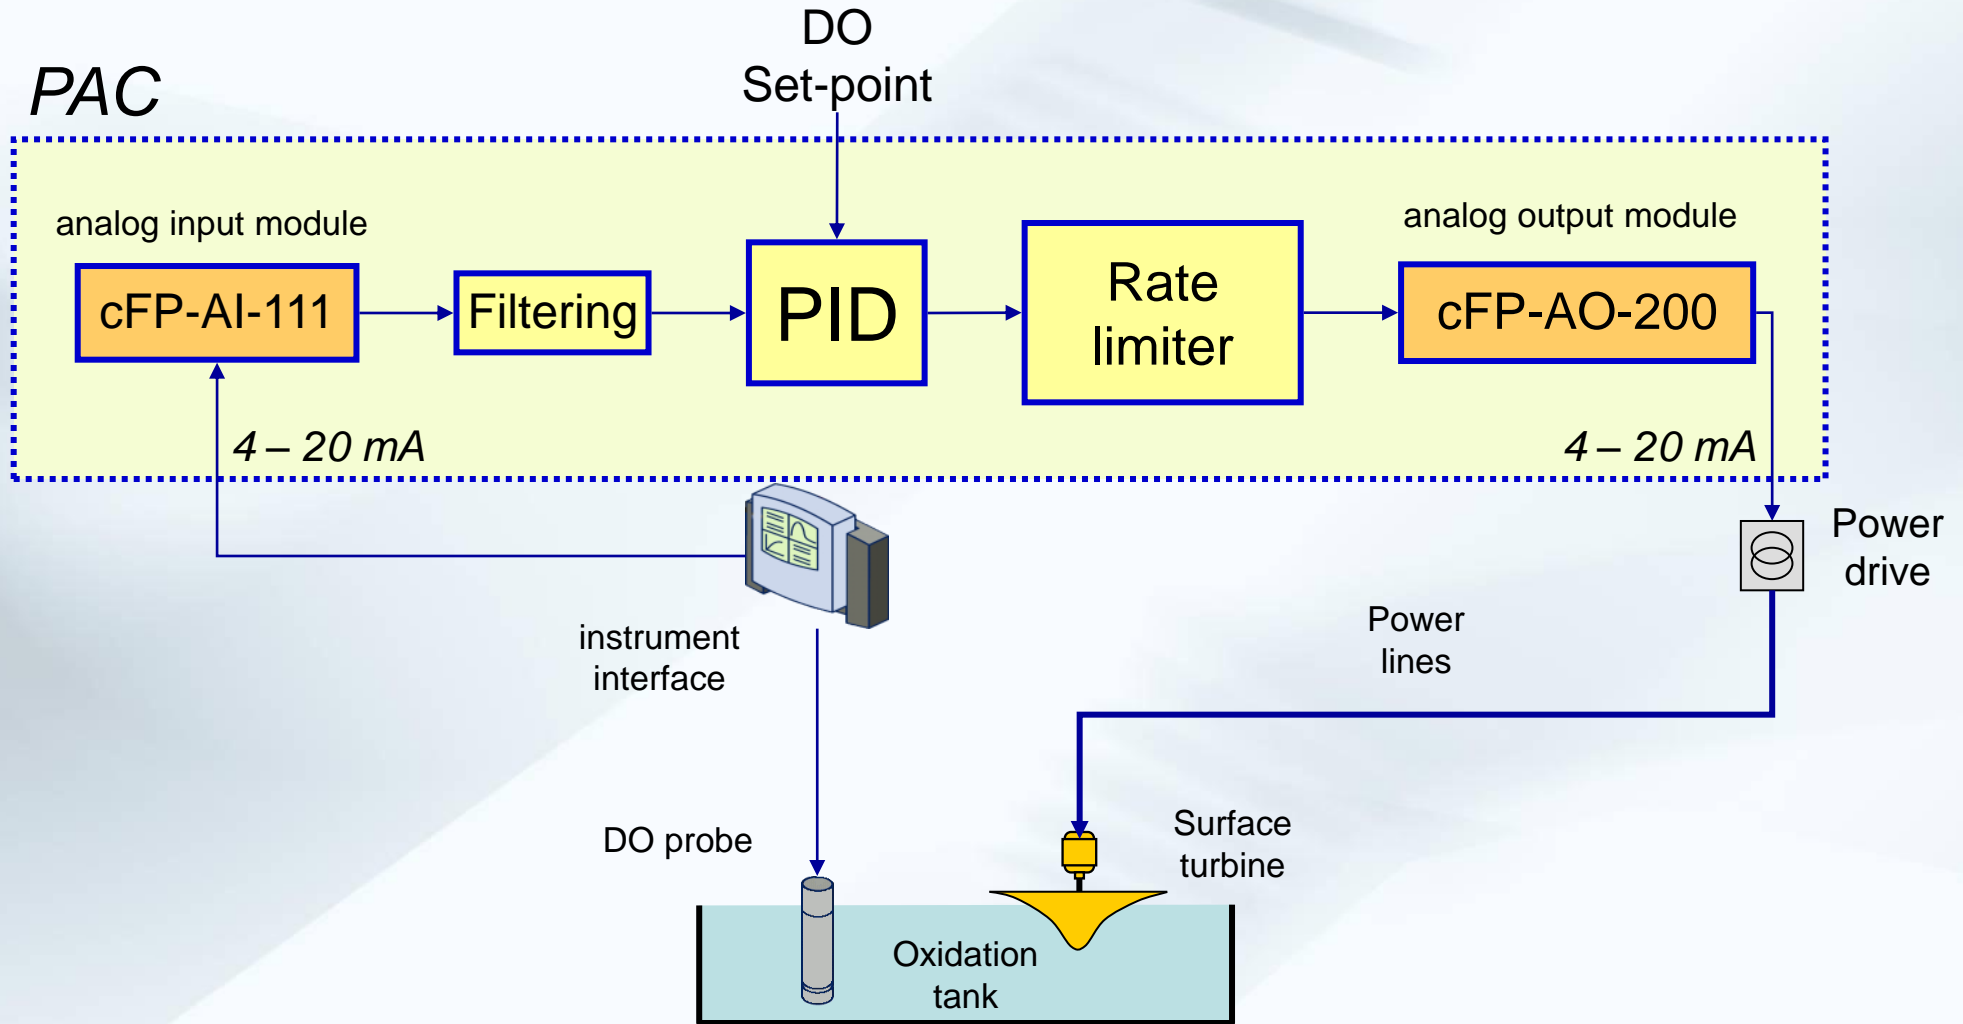 DO
Set-point
PAC
analog input module
analog output module
cFP-AI-111
Filtering
PID
Rate
limiter
cFP-AO-200
4 – 20 mA
4 – 20 mA
Power
drive
instrument
interface
Power
lines
DO probe
Surface
turbine
Oxidation
tank